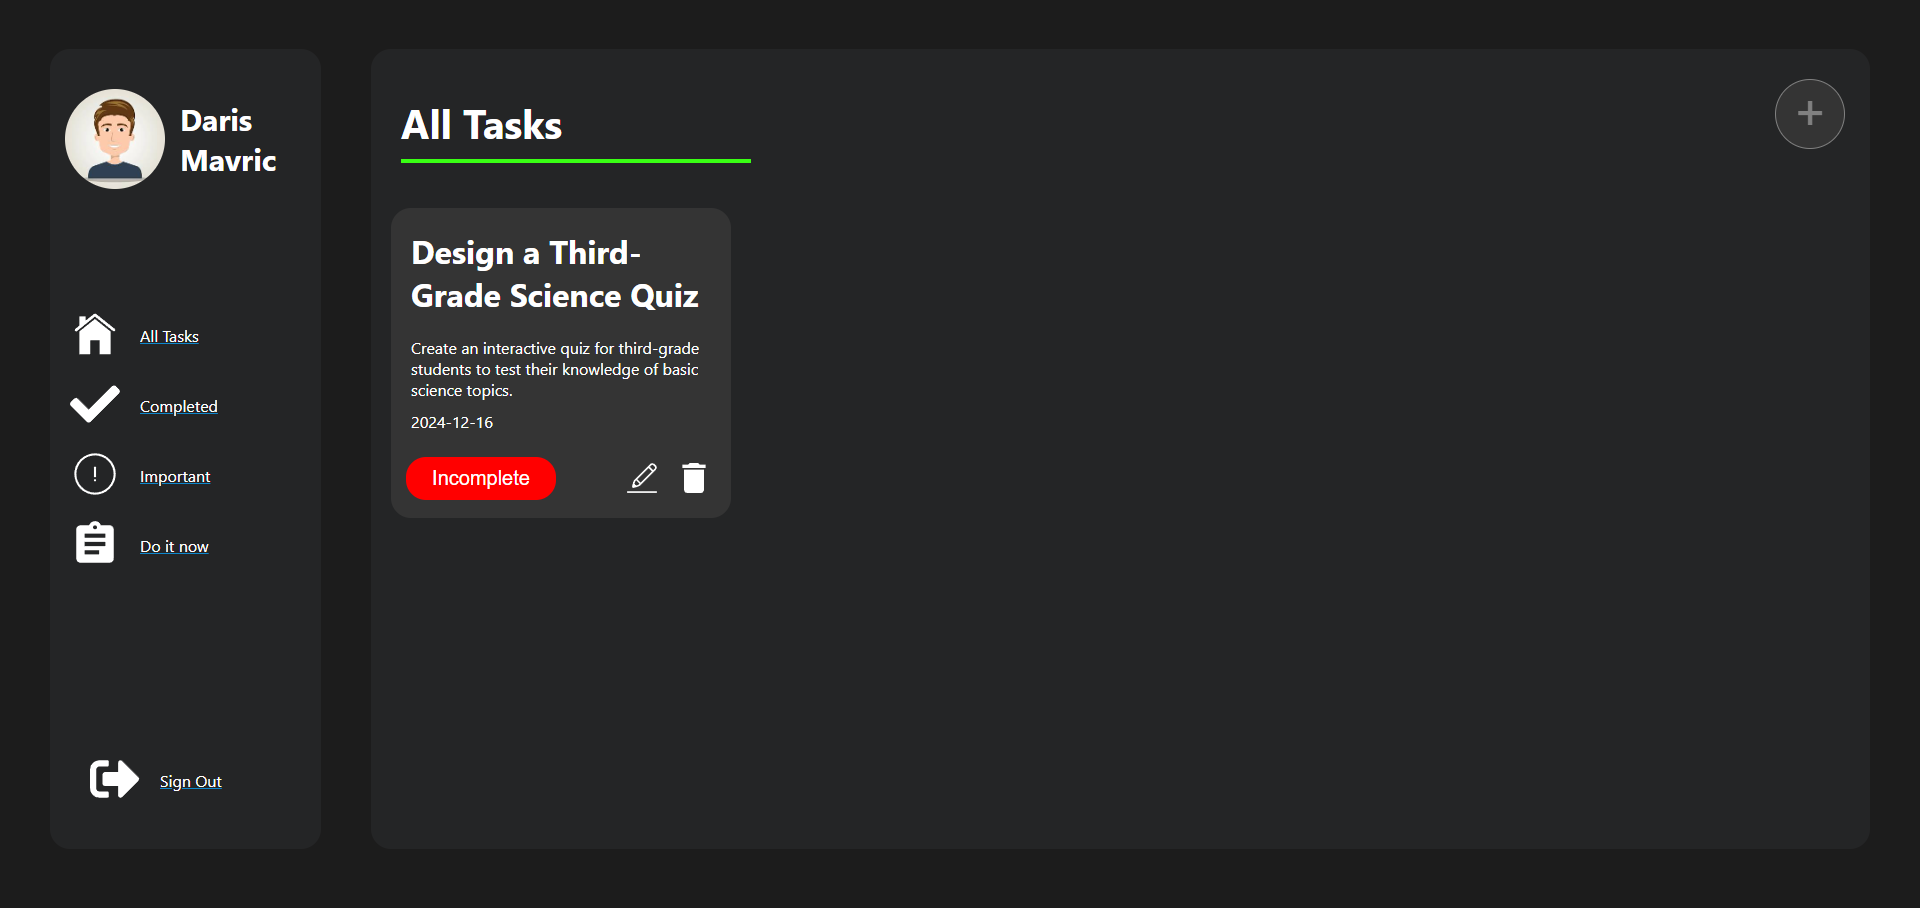 Daris
Mavric
All Tasks
Completed
Important
Do it now
Sign Out
All Tasks
Design a Third-
Grade Science Quiz
Create an interactive quiz for third-grade
students to test their knowledge of basic
science topics.
2024-12-16
Incomplete